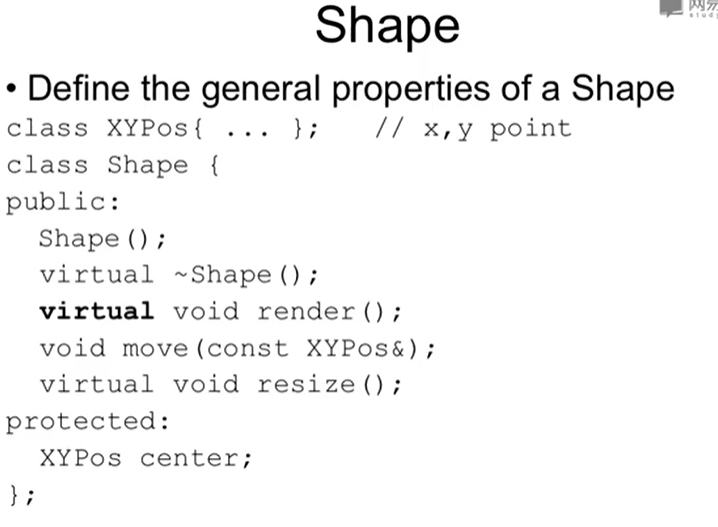 Shape
• Define the general properties of a Shape
class XYPos{ ... };   // x,y point
class Shape {
public:
  Shape();
  virtual ~Shape();
  virtual void render();
  void move(const XYPos&);
  virtual void resize();
protected:
  XYPos center;
};